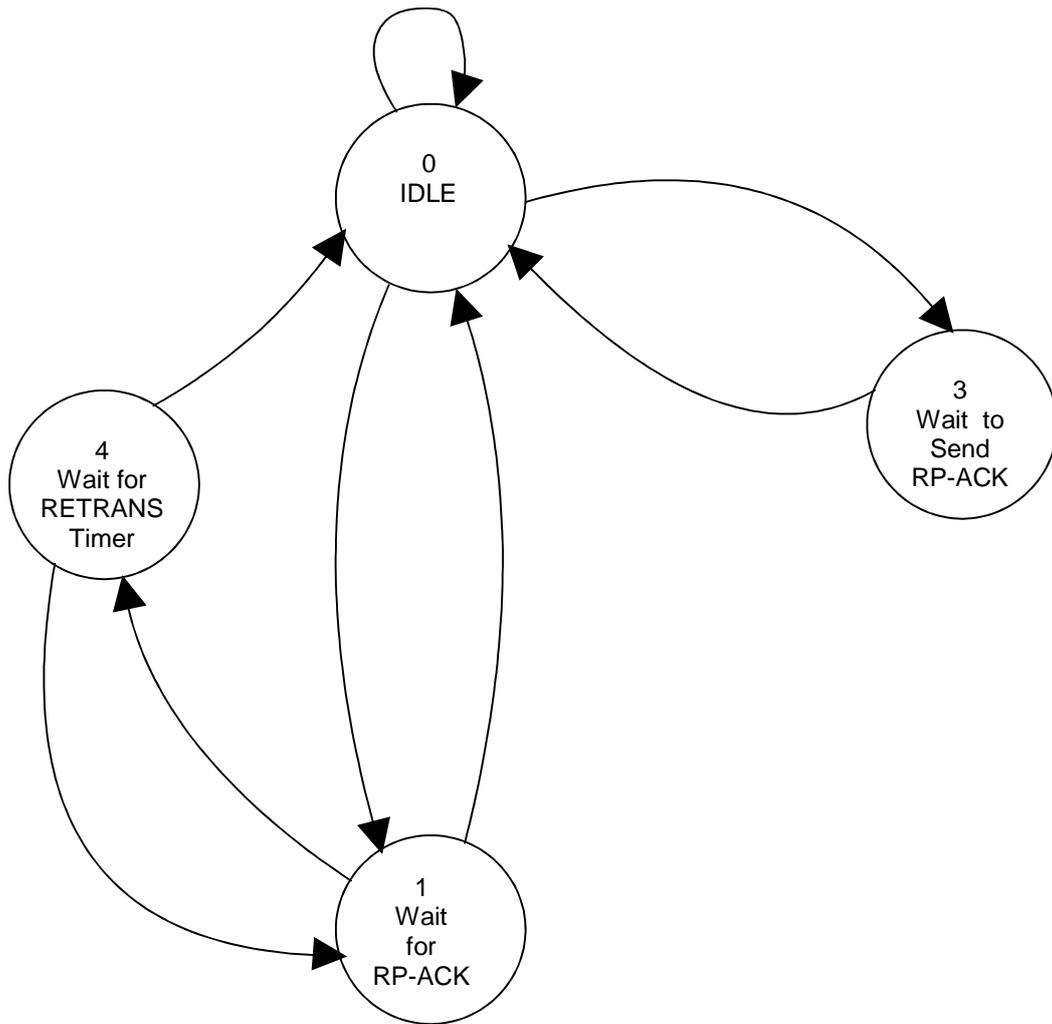 0
IDLE
3
Wait to
Send
RP-ACK
4
Wait for
RETRANS
Timer
1
Wait
for
RP-ACK